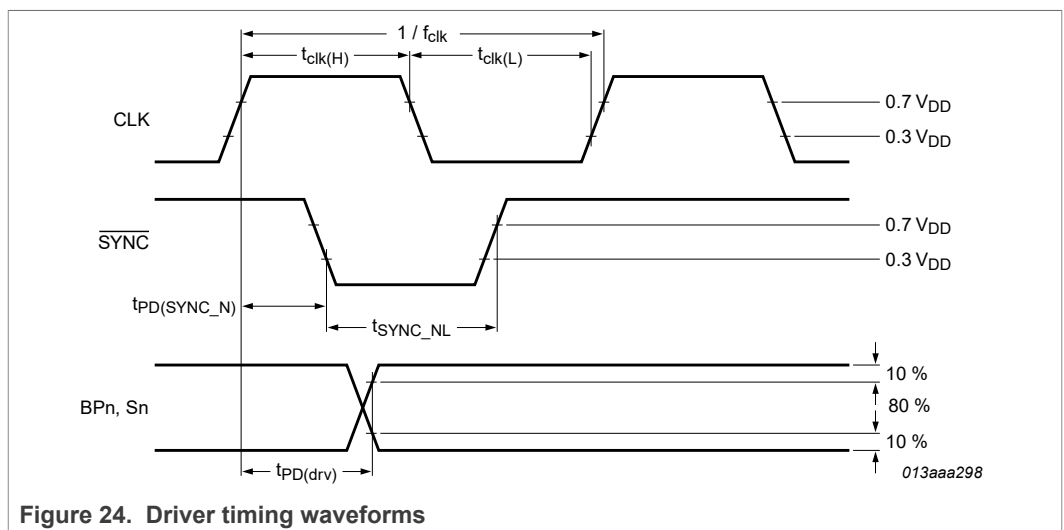 1 / fclk
tclk(H)
tclk(L)
CLK
0.7 VDD
0.3 VDD
SYNC
0.7 VDD
0.3 VDD
tPD(SYNC_N)
tSYNC_NL
BPn, Sn
10 %
80 %
10 %
tPD(drv)
013aaa298
Figure 24. Driver timing waveforms